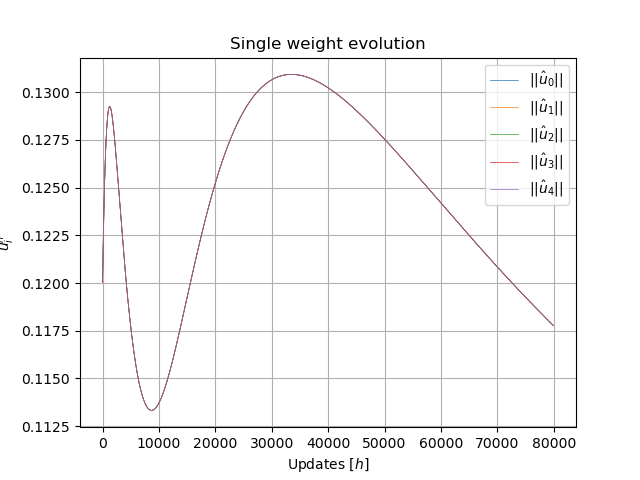 Single weight evolution
0.1300
0.1275
0.1250
0.1225
0.1200
0.1175
0.1150
0.1125
||û₀||
||û₁||
||û₂||
||û₃||
||û₄||
0 10000 20000 30000 40000 50000 60000 70000 80000
Updates [h]